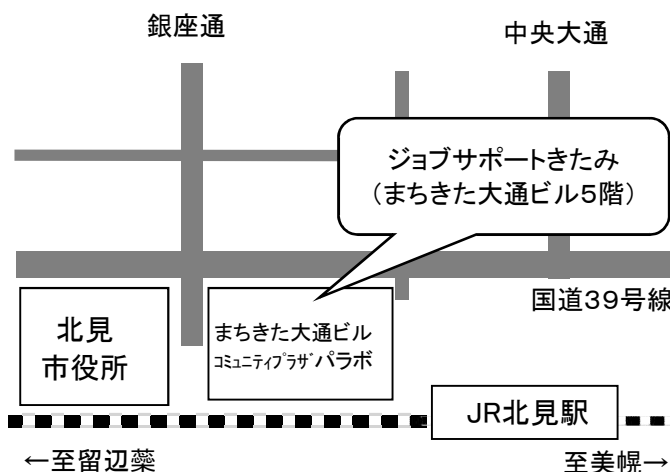 銀座通
中央大通
ジョブサポートきたみ
(まちきた大通ビル5階)
国道39号線
北見
市役所
まちきた大通ビル
コミュニティプラザパラボ
JR北見駅
←至留辺蘂
至美幌→